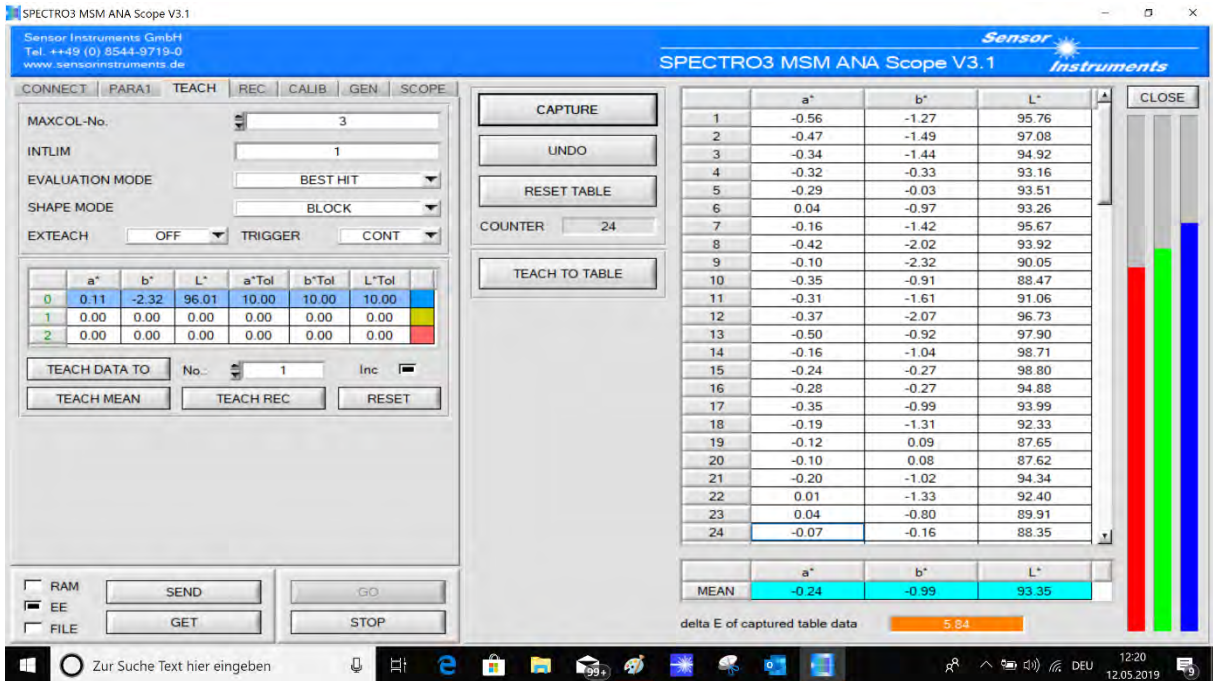 SPECTRO3 MSM ANA Scope V3.1
Sensor Instruments GmbH
Tel. ++49 (0) 8544-9719-0
www.sensorinstruments.de
Sensor
Instruments
SPECTRO3 MSM ANA Scope V3.1
CONNECT PARA1 TEACH REC CALIB GEN SCOPE
MAXCOL-No. 3
INTLIM 1
EVALUATION MODE BEST HIT
SHAPE MODE BLOCK
EXTEACH OFF TRIGGER CONT
a* b* L* a*Tol b*Tol L*Tol
0 0.11 -2.32 96.01 10.00 10.00 10.00
1 0.00 0.00 0.00 0.00 0.00 0.00
2 0.00 0.00 0.00 0.00 0.00 0.00
TEACH DATA TO No.: 1 Inc
TEACH MEAN TEACH REC RESET
RAM
EE
FILE
SEND GO
GET STOP
CAPTURE
UNDO
RESET TABLE
COUNTER 24
TEACH TO TABLE
CLOSE
a* b* L*
1 -0.56 -1.27 95.76
2 -0.47 -1.49 97.08
3 -0.34 -1.44 94.92
4 -0.32 -0.33 93.16
5 -0.29 -0.03 93.51
6 0.04 -0.97 93.26
7 -0.16 -1.42 95.67
8 -0.42 -2.02 93.92
9 -0.10 -2.32 90.05
10 -0.35 -0.91 88.47
11 -0.31 -1.61 91.06
12 -0.37 -2.07 96.73
13 -0.50 -0.92 97.90
14 -0.16 -1.04 98.71
15 -0.24 -0.27 98.80
16 -0.28 -0.27 94.88
17 -0.35 -0.99 93.99
18 -0.19 -1.31 92.33
19 -0.12 0.09 87.65
20 -0.10 0.08 87.62
21 -0.20 -1.02 94.34
22 0.01 -1.33 92.40
23 0.04 -0.80 89.91
24 -0.07 -0.16 88.35
a* b* L*
MEAN -0.24 -0.99 93.35
delta E of captured table data 5.84
Zur Suche Text hier eingeben
99+
DEU
12:20
12.05.2019
9